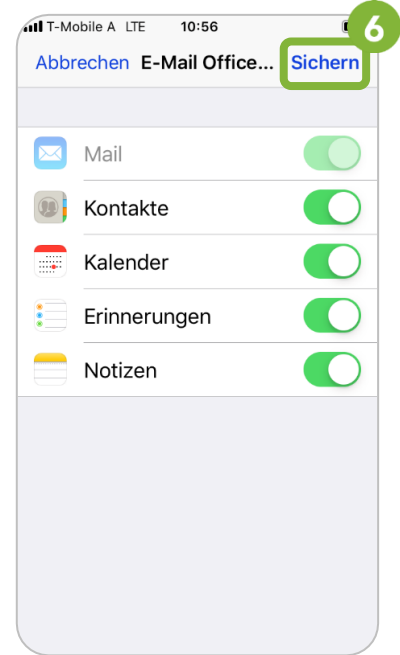 T-Mobile A LTE 10:56
6
Abbrechen E-Mail Office... Sichern
Mail
Kontakte
Kalender
Erinnerungen
Notizen